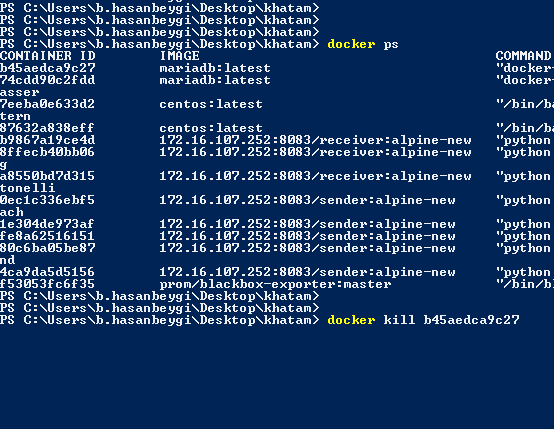 PS C:\Users\b.hasanbeygi\Desktop\khatam>
PS C:\Users\b.hasanbeygi\Desktop\khatam>
PS C:\Users\b.hasanbeygi\Desktop\khatam>
PS C:\Users\b.hasanbeygi\Desktop\khatam> docker ps
CONTAINER ID IMAGE COMMAND
b45aedca9c27 mariadb:latest "docker-
74cdd90c2fdd mariadb:latest "docker-
asser
7eeba0e633d2 centos:latest "/bin/ba
tern
87632a838eff centos:latest "/bin/ba
b9867a19ce4d 172.16.107.252:8083/receiver:alpine-new "python
8ffecb40bb06 172.16.107.252:8083/receiver:alpine-new "python
g
a8550bd7d315 172.16.107.252:8083/receiver:alpine-new "python
tonelli
0ec1c336ebf5 172.16.107.252:8083/sender:alpine-new "python
ach
1e304de973af 172.16.107.252:8083/sender:alpine-new "python
fe8a62516151 172.16.107.252:8083/sender:alpine-new "python
80c6ba05be87 172.16.107.252:8083/sender:alpine-new "python
nd
4ca9da5d5156 172.16.107.252:8083/sender:alpine-new "python
f53053fc6f35 prom/blackbox-exporter:master "/bin/bl
PS C:\Users\b.hasanbeygi\Desktop\khatam>
PS C:\Users\b.hasanbeygi\Desktop\khatam>
PS C:\Users\b.hasanbeygi\Desktop\khatam> docker kill b45aedca9c27